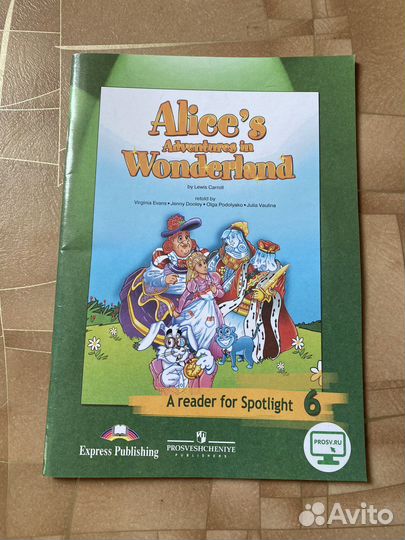 Alice's
Adventures in
Wonderland
by Lewis Carroll
retold by
Virginia Evans • Jenny Dooley • Olga Podolyako • Julia Vaulina
A reader for Spotlight 6
PROSV.RU
Express Publishing
PROSVESHCHENIYE
PUBLISHERS
Avito